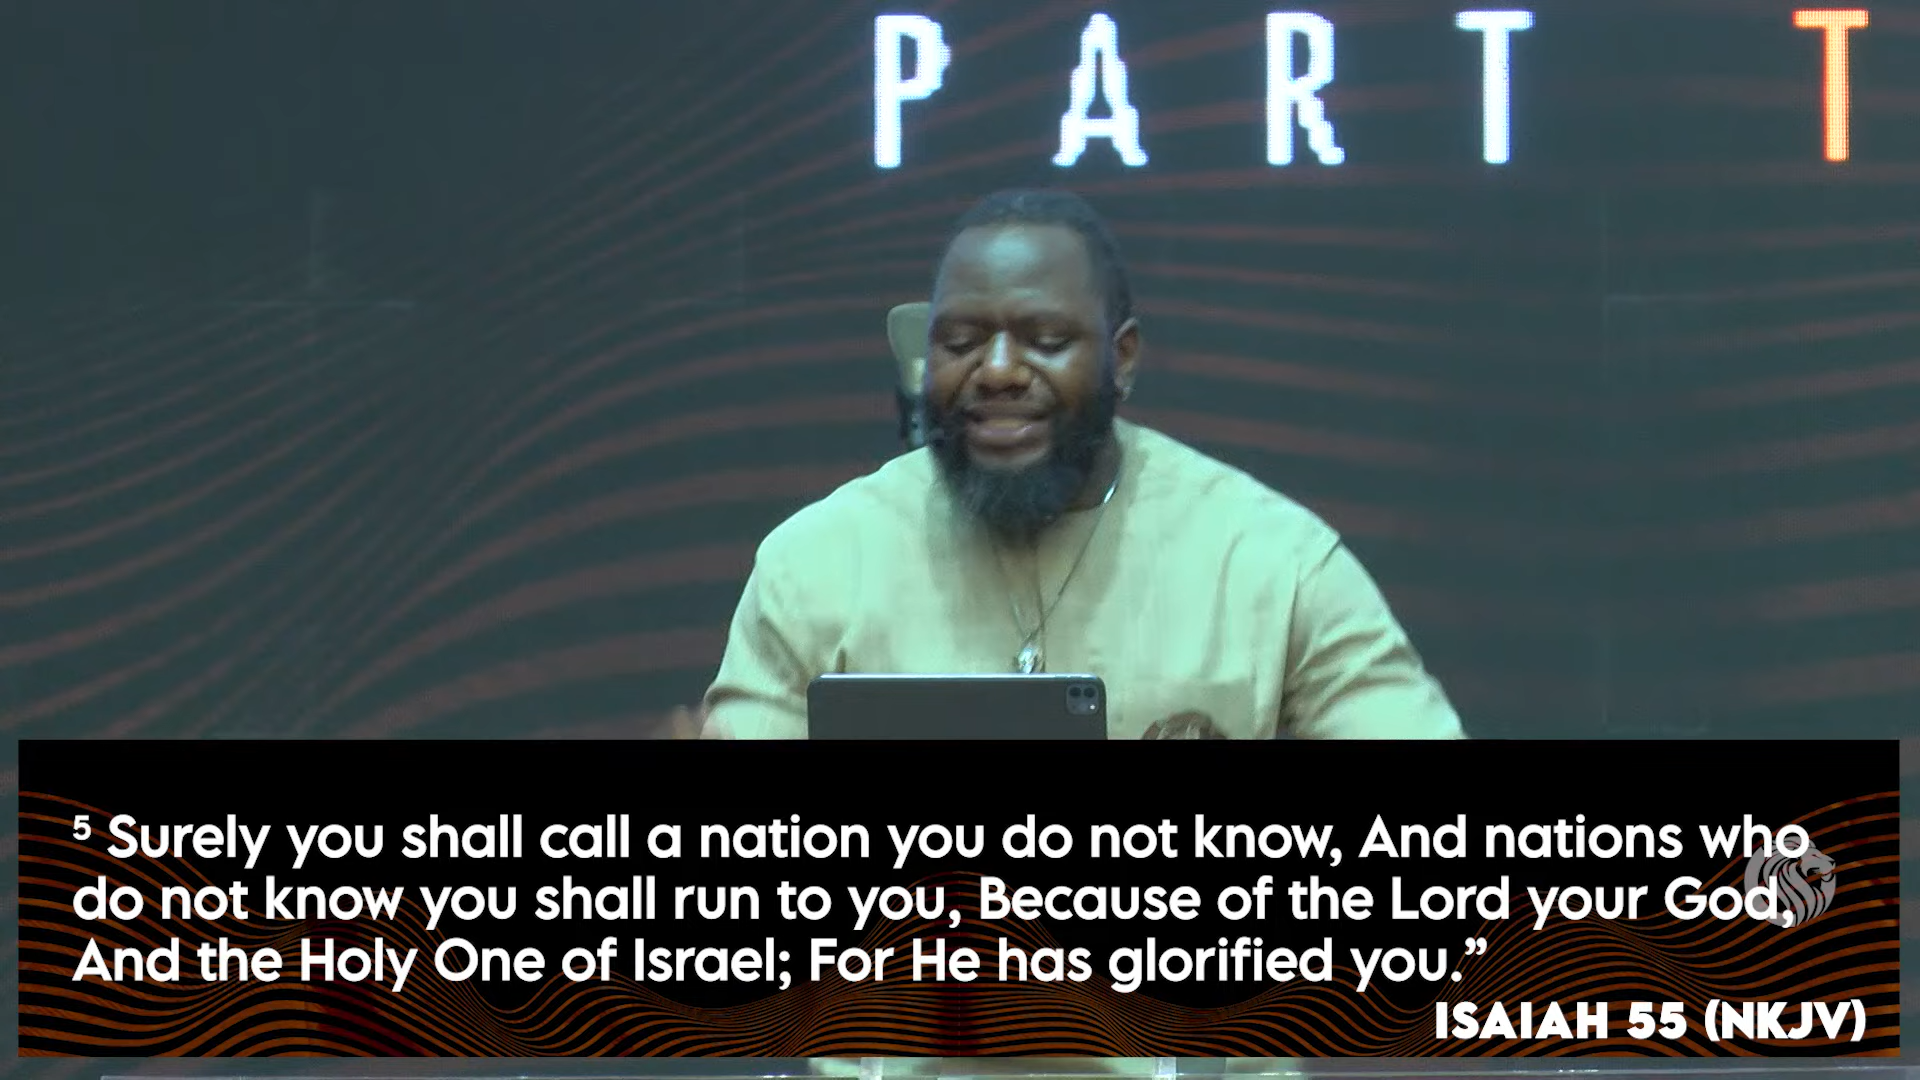 PART T
⁵ Surely you shall call a nation you do not know, And nations who
do not know you shall run to you, Because of the Lord your God,
And the Holy One of Israel; For He has glorified you.”
ISAIAH 55 (NKJV)